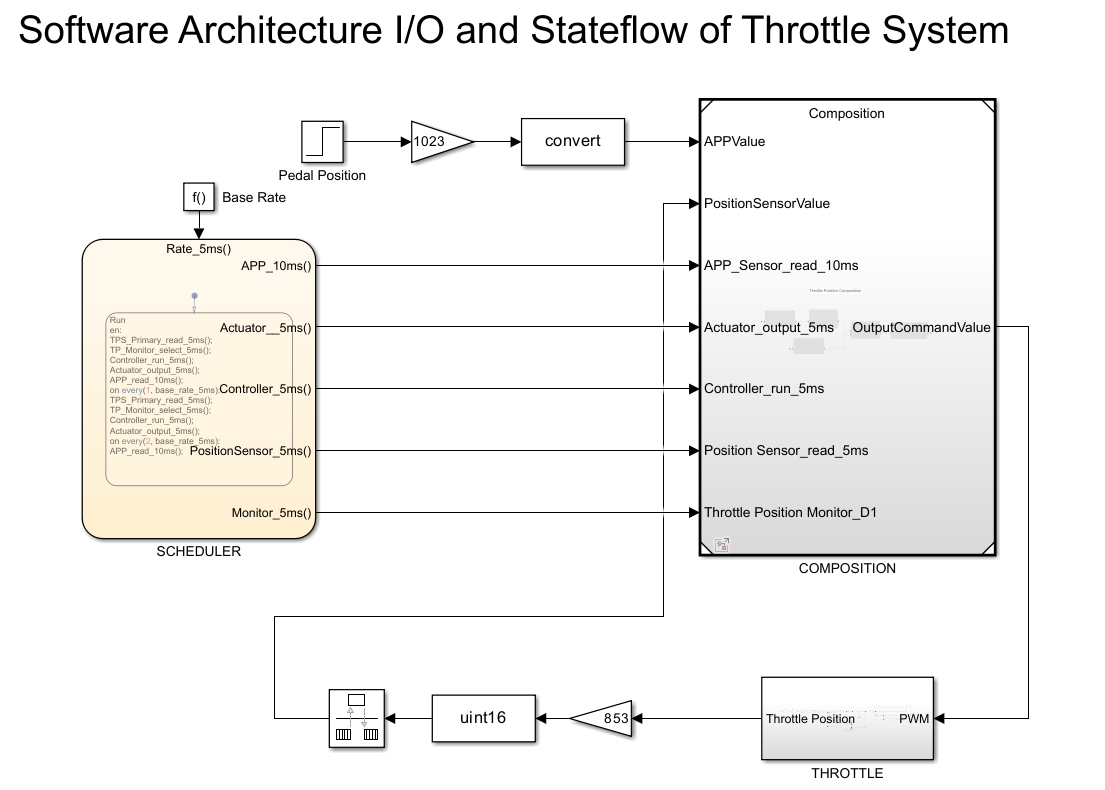 Software Architecture I/O and Stateflow of Throttle System
Composition
1023
convert
APPValue
Pedal Position
f()
Base Rate
PositionSensorValue
Rate_5ms()
APP_10ms()
APP_Sensor_read_10ms
Throttle Position Composition
Run
en:
TPS_Primary_read_5ms();
TP_Monitor_select_5ms();
Controller_run_5ms();
Actuator_output_5ms();
APP_read_10ms();
on every(1, base_rate_5ms):
TPS_Primary_read_5ms();
TP_Monitor_select_5ms();
Controller_run_5ms();
Actuator_output_5ms();
on every(2, base_rate_5ms):
APP_read_10ms();
Actuator__5ms()
Actuator_output_5ms
OutputCommandValue
Controller_5ms()
Controller_run_5ms
PositionSensor_5ms()
Position Sensor_read_5ms
Monitor_5ms()
Throttle Position Monitor_D1
SCHEDULER
COMPOSITION
uint16
853
Throttle Position
PWM
THROTTLE